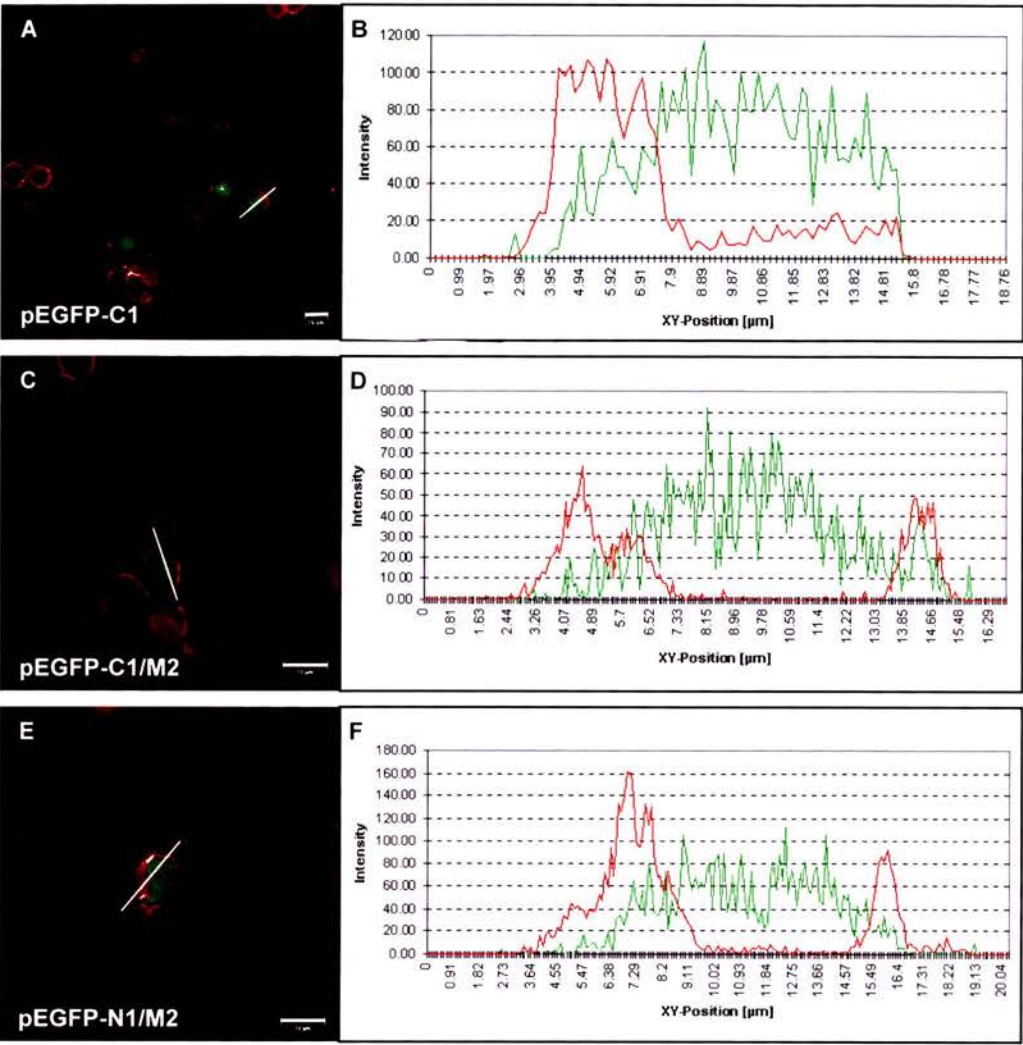 A
pEGFP-C1
B
120.00
100.00
80.00
60.00
40.00
20.00
0.00
Intensity
0 0.99 1.97 2.96 3.95 4.94 5.92 6.91 7.9 8.89 9.87 10.86 11.85 12.83 13.82 14.81 15.8 16.78 17.77 18.76
XY-Position [µm]
C
pEGFP-C1/M2
D
100.00
90.00
80.00
70.00
60.00
50.00
40.00
30.00
20.00
10.00
0.00
Intensity
0 0.81 1.63 2.44 3.26 4.07 4.89 5.7 6.52 7.33 8.15 8.96 9.78 10.59 11.4 12.22 13.03 13.85 14.66 15.48 16.29
XY-Position [µm]
E
pEGFP-N1/M2
F
180.00
160.00
140.00
120.00
100.00
80.00
60.00
40.00
20.00
0.00
Intensity
0 0.91 1.82 2.73 3.64 4.55 5.47 6.38 7.29 8.2 9.11 10.02 10.93 11.84 12.75 13.66 14.57 15.49 16.4 17.31 18.22 19.13 20.04
XY-Position [µm]